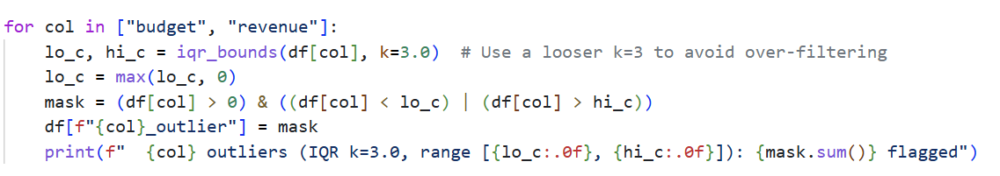 for col in ["budget", "revenue"]:
    lo_c, hi_c = iqr_bounds(df[col], k=3.0)  # Use a looser k=3 to avoid over-filtering
    lo_c = max(lo_c, 0)
    mask = (df[col] > 0) & ((df[col] < lo_c) | (df[col] > hi_c))
    df[f"{col}_outlier"] = mask
    print(f"  {col} outliers (IQR k=3.0, range [{lo_c:.0f}, {hi_c:.0f}]): {mask.sum()} flagged")